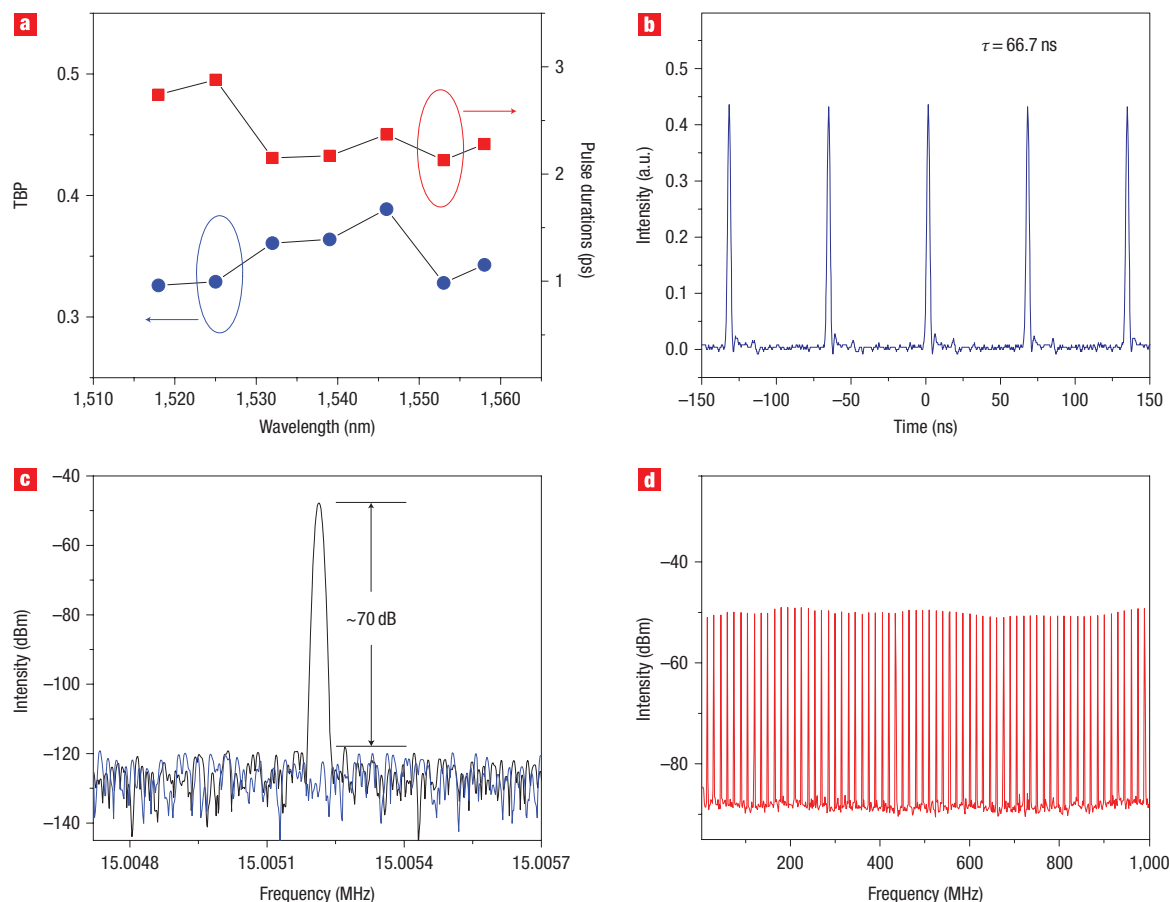 a
TBP
0.5
0.4
0.3
3
2
1
Pulse durations (ps)
1,510 1,520 1,530 1,540 1,550 1,560
Wavelength (nm)
b
τ = 66.7 ns
Intensity (a.u.)
0.5
0.4
0.3
0.2
0.1
0.0
–150 –100 –50 0 50 100 150
Time (ns)
c
Intensity (dBm)
–40
–60
–80
–100
–120
–140
~70 dB
15.0048 15.0051 15.0054 15.0057
Frequency (MHz)
d
Intensity (dBm)
–40
–60
–80
200 400 600 800 1,000
Frequency (MHz)